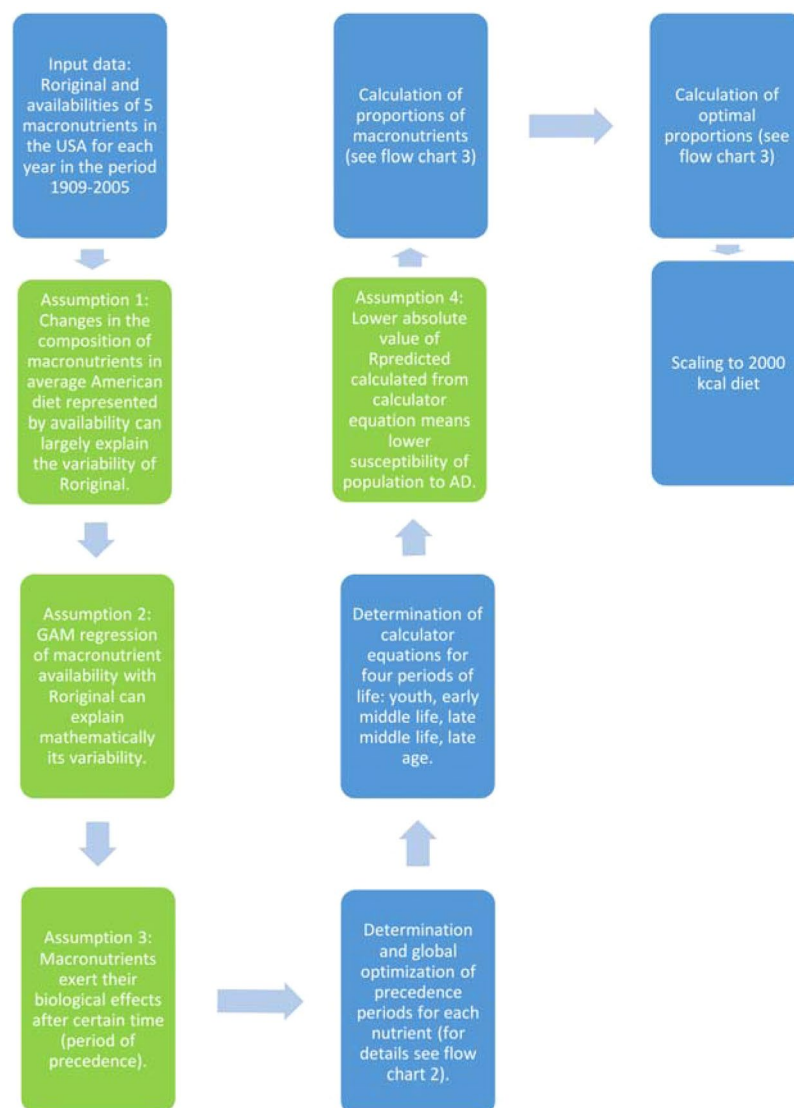 Input data:
Roriginal and
availabilities of 5
macronutrients in
the USA for each
year in the period
1909-2005
Assumption 1:
Changes in the
composition of
macronutrients in
average American
diet represented
by availability can
largely explain
the variability of
Roriginal.
Assumption 2:
GAM regression
of macronutrient
availability with
Roriginal can
explain
mathematically
its variability.
Assumption 3:
Macronutrients
exert their
biological effects
after certain time
(period of
precedence).
Determination
and global
optimization of
precedence
periods for each
nutrient (for
details see flow
chart 2).
Determination of
calculator
equations for
four periods of
life: youth, early
middle life, late
middle life, late
age.
Assumption 4:
Lower absolute
value of
Rpredicted
calculated from
calculator
equation means
lower
susceptibility of
population to AD.
Calculation of
proportions of
macronutrients
(see flow chart 3)
Calculation of
optimal
proportions (see
flow chart 3)
Scaling to 2000
kcal diet